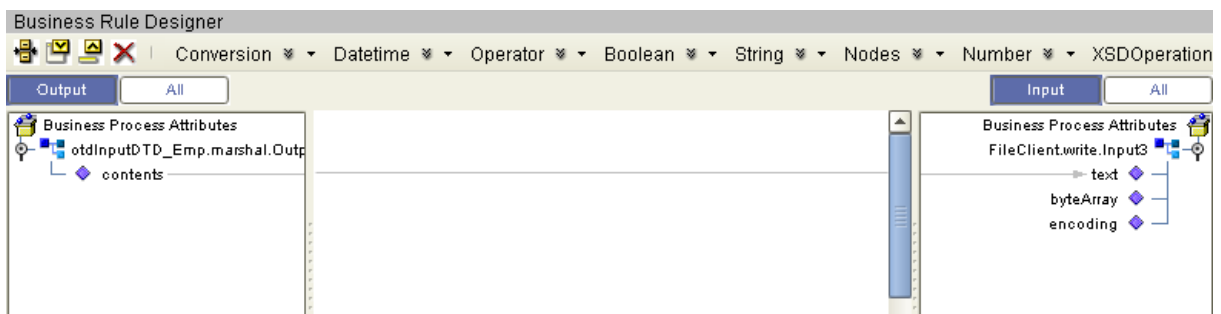 Business Rule Designer
Conversion Datetime Operator Boolean String Nodes Number XSDOperation
Output All Input All
Business Process Attributes
otdInputDTD_Emp.marshal.Outp
contents
Business Process Attributes
FileClient.write.Input3
text
byteArray
encoding